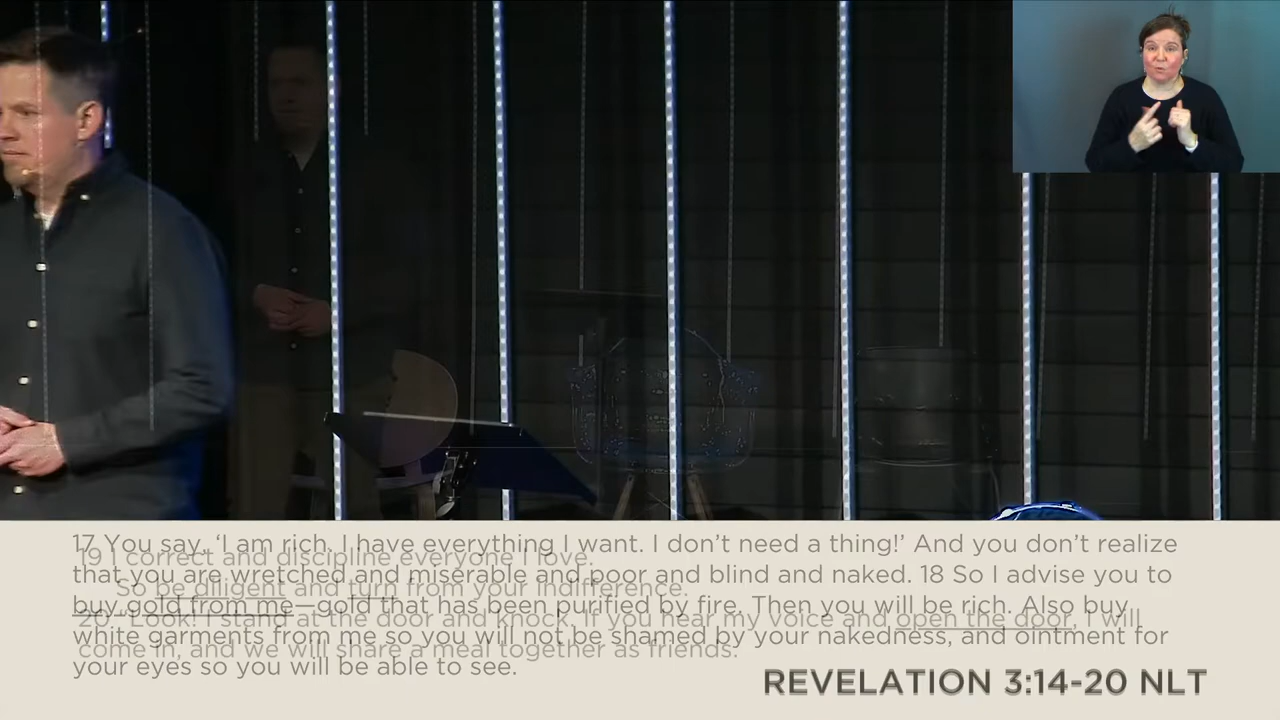 17 You say, ‘I am rich. I have everything I want. I don’t need a thing!’ And you don’t realize
that you are wretched and miserable and poor and blind and naked. 18 So I advise you to
buy gold from me—gold that has been purified by fire. Then you will be rich. Also buy
white garments from me so you will not be shamed by your nakedness, and ointment for
your eyes so you will be able to see.
19 I correct and discipline everyone I love.
So be diligent and turn from your indifference.
20 “Look! I stand at the door and knock. If you hear my voice and open the door, I will
come in, and we will share a meal together as friends.
REVELATION 3:14-20 NLT